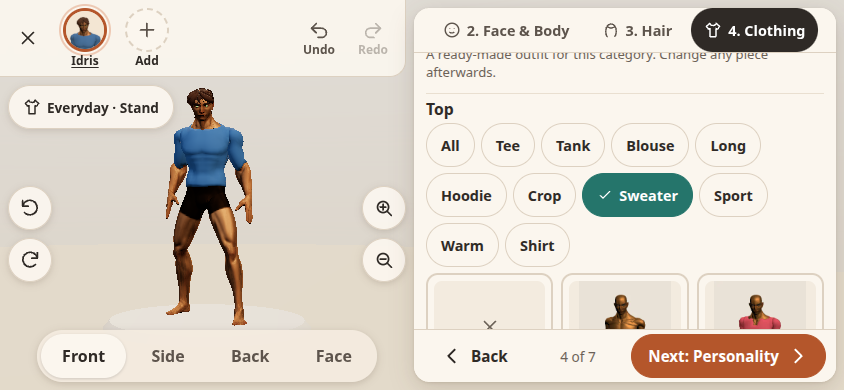 Idris
Add
Undo
Redo
Everyday · Stand
Front
Side
Back
Face
2. Face & Body
3. Hair
4. Clothing
A ready-made outfit for this category. Change any piece
afterwards.
Top
All
Tee
Tank
Blouse
Long
Hoodie
Crop
Sweater
Sport
Warm
Shirt
Back
4 of 7
Next: Personality